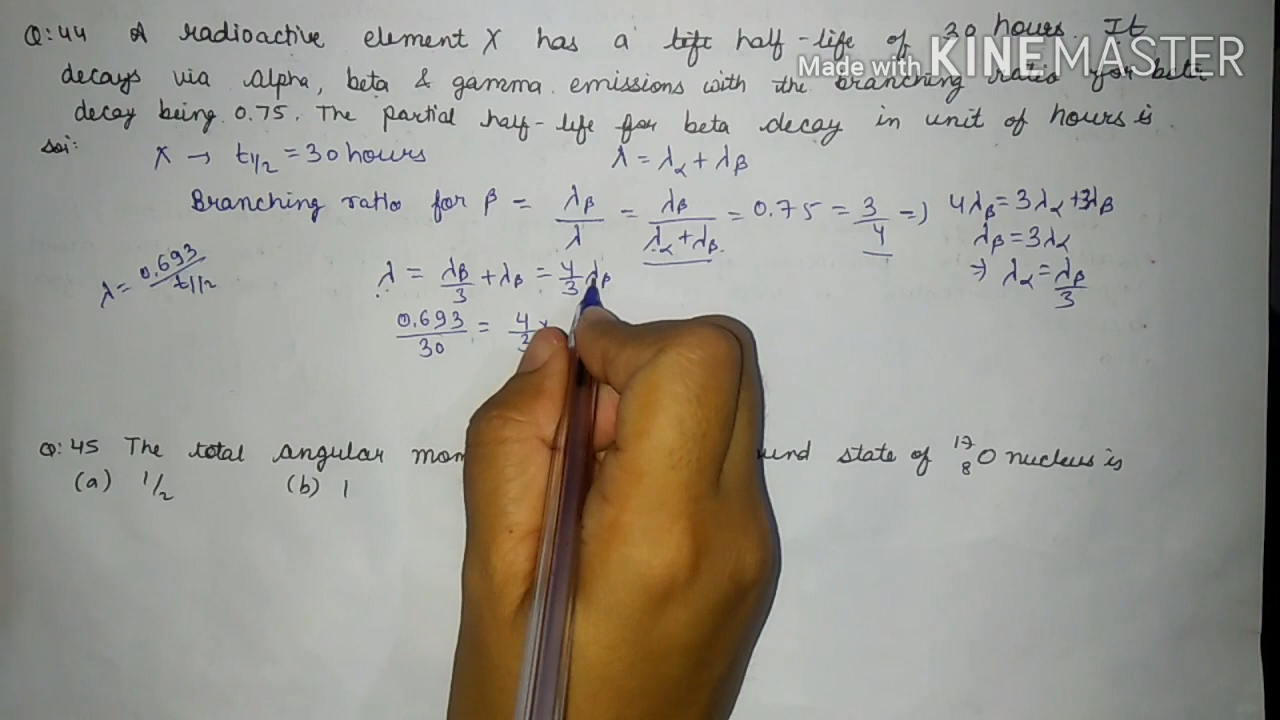 Q:44 A radioactive element X has a life half-life of 30 hours. It
Made with KINEMASTER
decays via alpha, beta & gamma emissions with the branching ratio for beta
decay being 0.75. The partial half-life for beta decay in unit of hours is
Sol:
X → t1/2 = 30 hours
λ = λα + λβ
Branching ratio for β = λβ/λ = λβ/(λα+λβ) = 0.75 = 3/4 ⇒ 4λβ = 3λα + 3λβ
λβ = 3λα
⇒ λα = λβ/3
λ = 0.693/t1/2
λ = λβ/3 + λβ = 4/3 λβ
0.693/30 = 4/3 ×
Q:45 The total angular state of ¹⁷₈O nucleus is
(a) 1/2 (b) 1